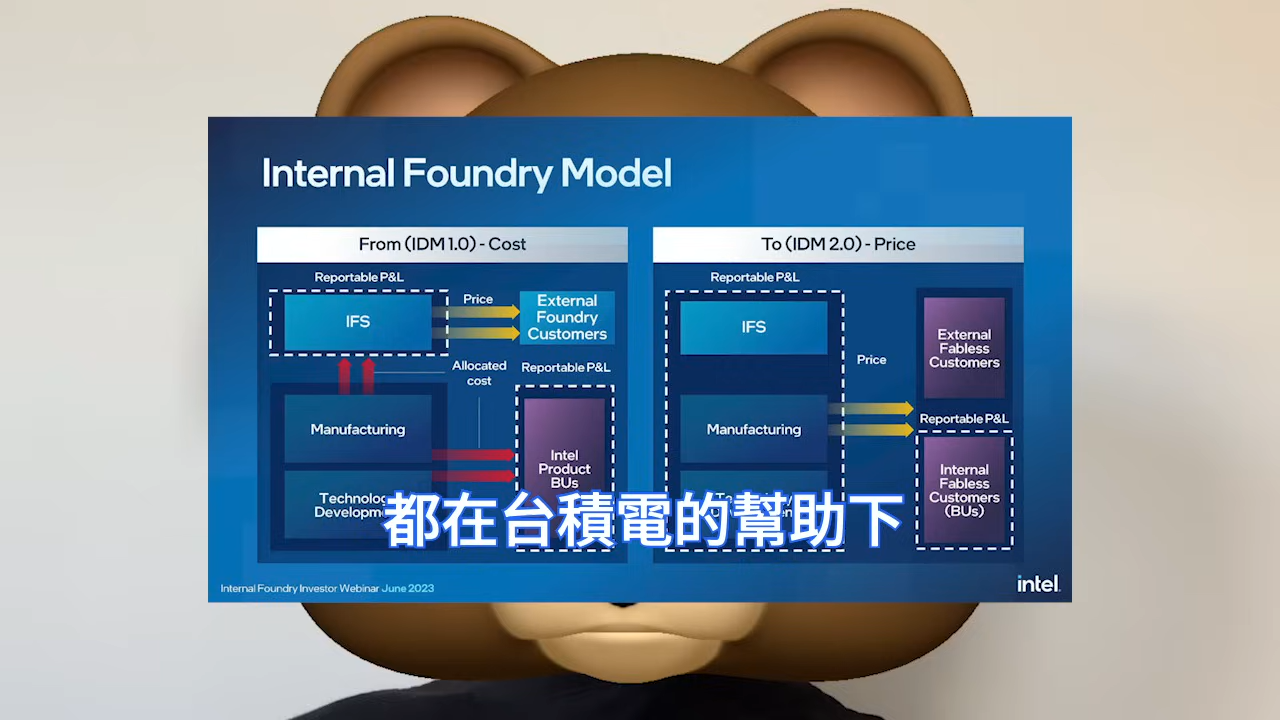 Internal Foundry Model
From (IDM 1.0) - Cost
Reportable P&L
IFS
Price
External
Foundry
Customers
Allocated
cost
Reportable P&L
Manufacturing
Intel
Product
BUs
Technology
Development
To (IDM 2.0) - Price
Reportable P&L
IFS
Price
External
Fabless
Customers
Manufacturing
Reportable P&L
Internal
Fabless
Customers
(BUs)
都在台積電的幫助下
Internal Foundry Investor Webinar June 2023
intel.